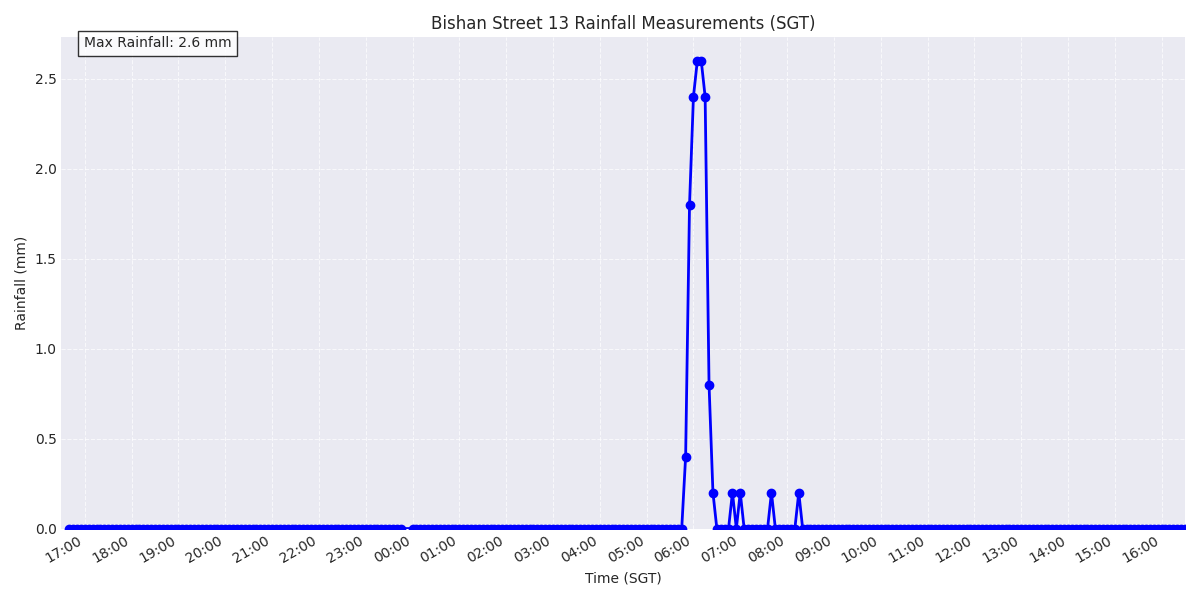 Bishan Street 13 Rainfall Measurements (SGT)
Max Rainfall: 2.6 mm
2.5
2.0
1.5
1.0
0.5
0.0
Rainfall (mm)
17:00 18:00 19:00 20:00 21:00 22:00 23:00 00:00 01:00 02:00 03:00 04:00 05:00 06:00 07:00 08:00 09:00 10:00 11:00 12:00 13:00 14:00 15:00 16:00
Time (SGT)